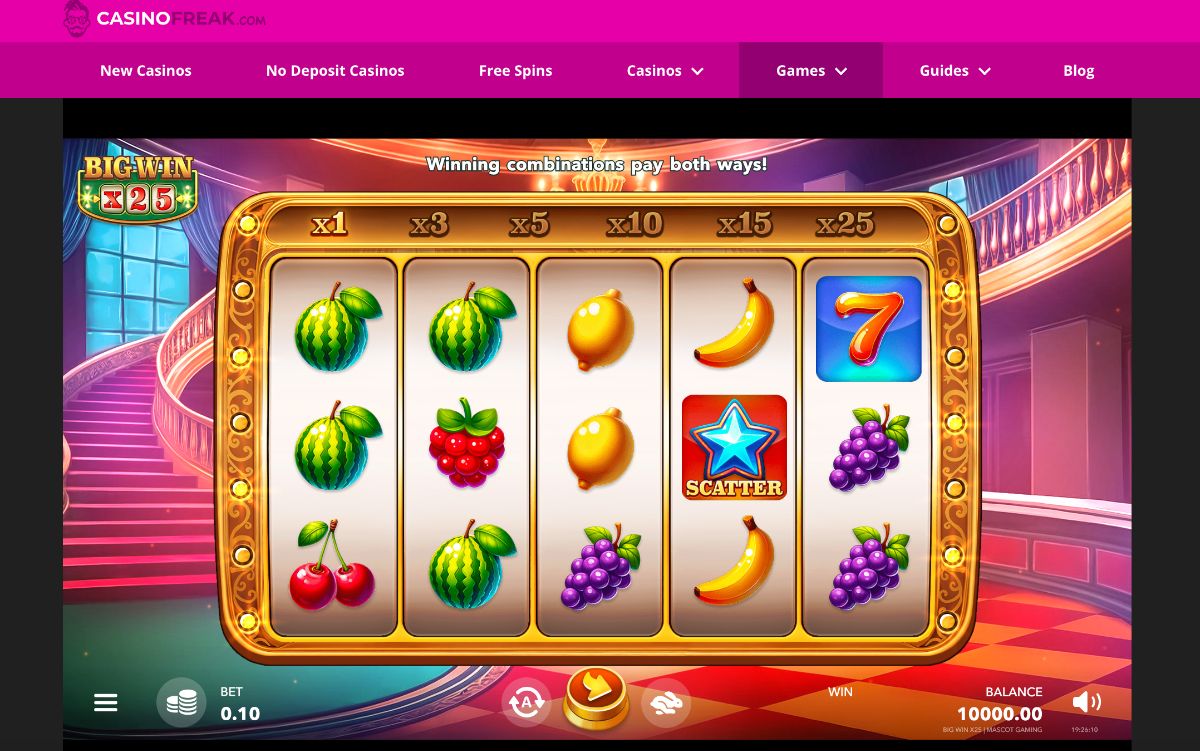 CASINOFREAK.COM
New Casinos No Deposit Casinos Free Spins Casinos Games Guides Blog
BIG WIN
x25
Winning combinations pay both ways!
x1 x3 x5 x10 x15 x25
7
SCATTER
BET
0.10
A
WIN
BALANCE
10000.00
BIG WIN X25 | MASCOT GAMING
19:26:10